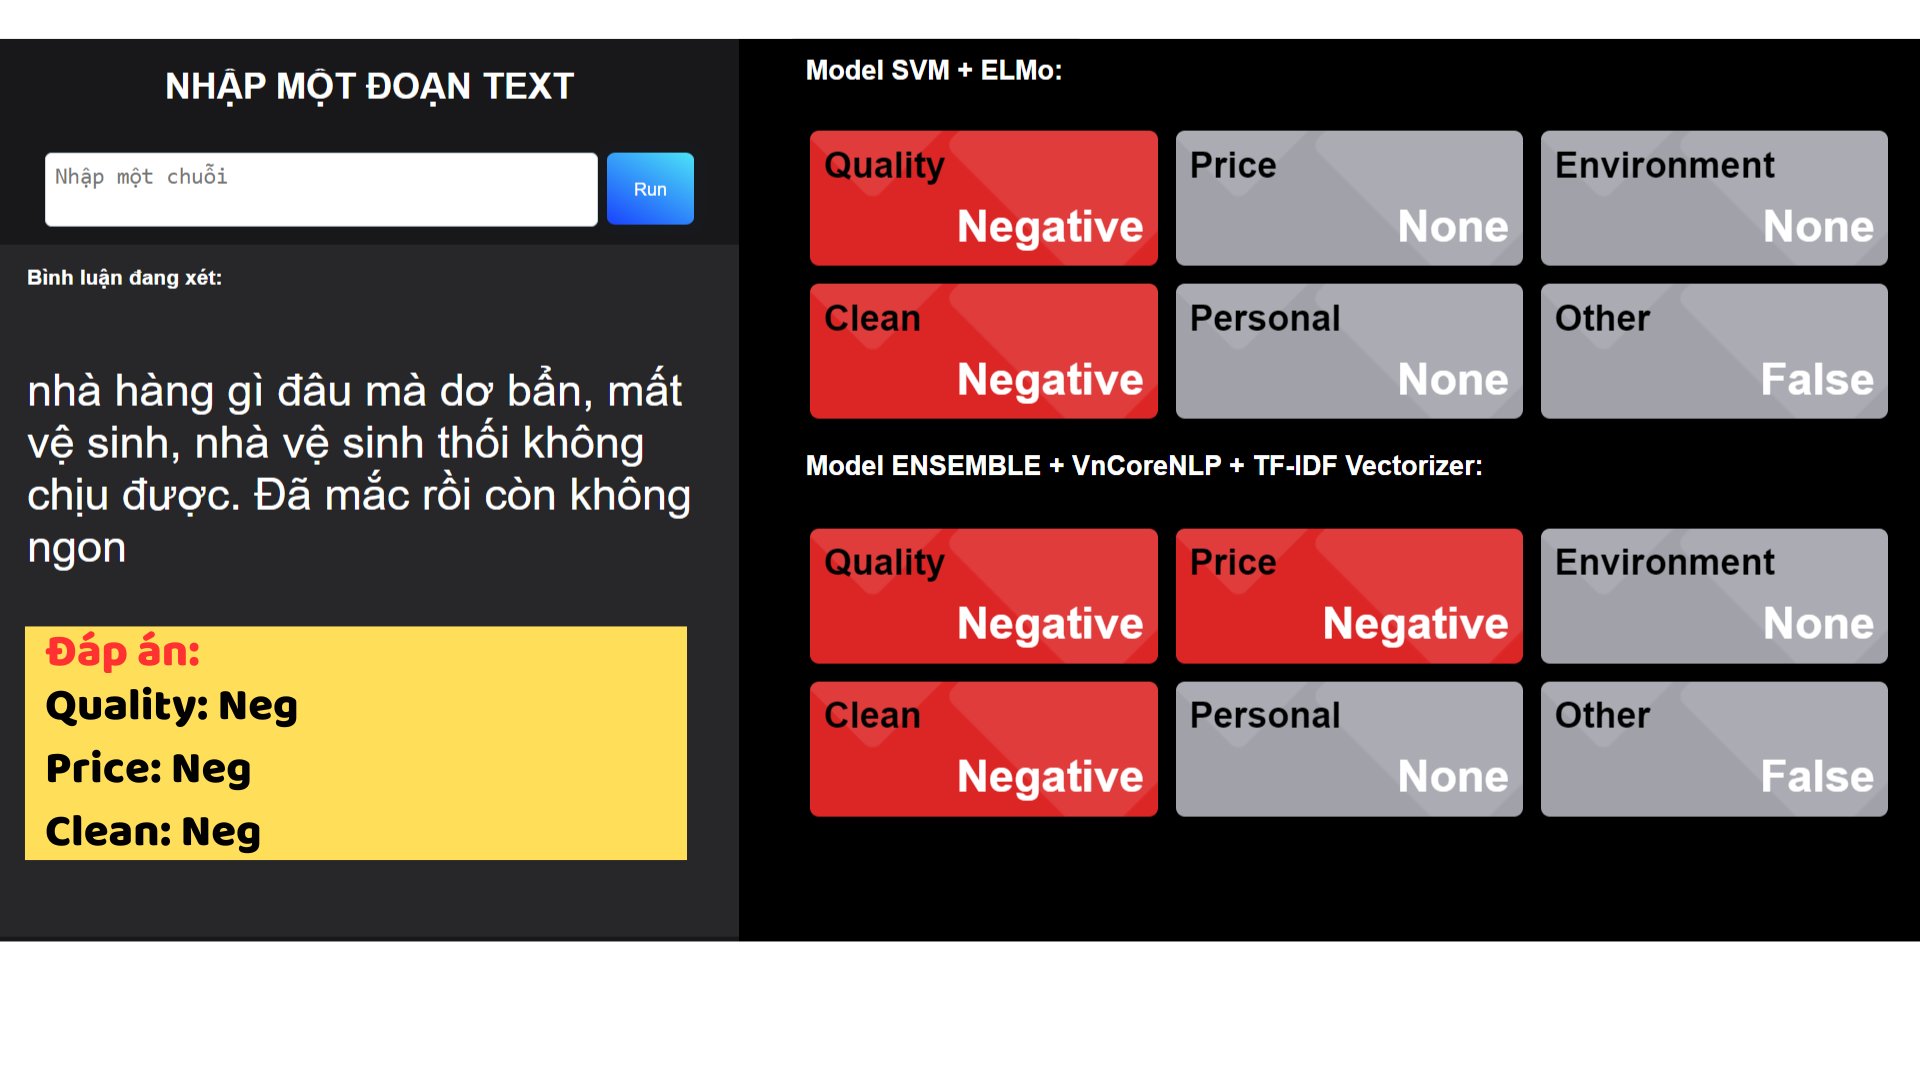 NHẬP MỘT ĐOẠN TEXT
Nhập một chuỗi
Run
Bình luận đang xét:
nhà hàng gì đâu mà dơ bẩn, mất
vệ sinh, nhà vệ sinh thối không
chịu được. Đã mắc rồi còn không
ngon
Đáp án:
Quality: Neg
Price: Neg
Clean: Neg
Model SVM + ELMo:
Quality
Negative
Price
None
Environment
None
Clean
Negative
Personal
None
Other
False
Model ENSEMBLE + VnCoreNLP + TF-IDF Vectorizer:
Quality
Negative
Price
Negative
Environment
None
Clean
Negative
Personal
None
Other
False